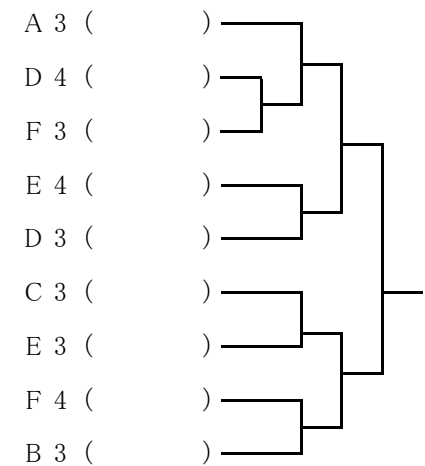 A 3 ( )
D 4 ( )
F 3 ( )
E 4 ( )
D 3 ( )
C 3 ( )
E 3 ( )
F 4 ( )
B 3 ( )